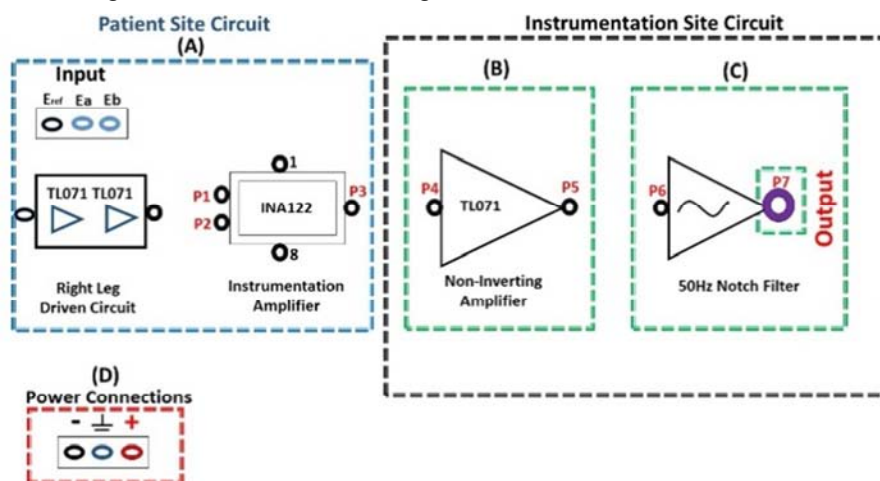 Patient Site Circuit
(A)
Input
Eref Ea Eb
TL071 TL071
Right Leg
Driven Circuit
1
P1
P2
INA122
P3
8
Instrumentation
Amplifier
Instrumentation Site Circuit
(B)
P4
TL071
P5
Non-Inverting
Amplifier
(C)
P6
P7
Output
50Hz Notch Filter
(D)
Power Connections
- +